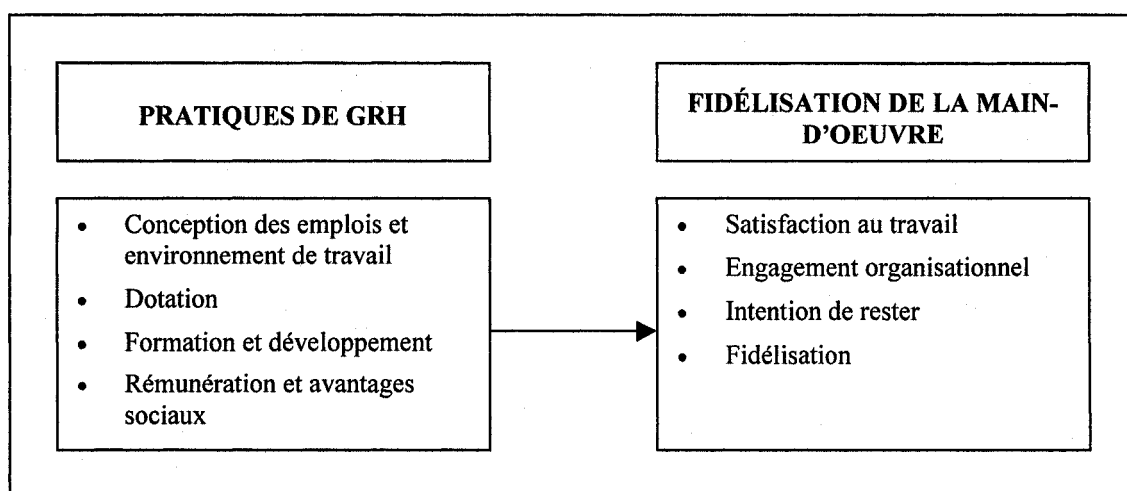 PRATIQUES DE GRH
• Conception des emplois et
environnement de travail
• Dotation
• Formation et développement
• Rémunération et avantages
sociaux
FIDÉLISATION DE LA MAIN-
D'OEUVRE
• Satisfaction au travail
• Engagement organisationnel
• Intention de rester
• Fidélisation